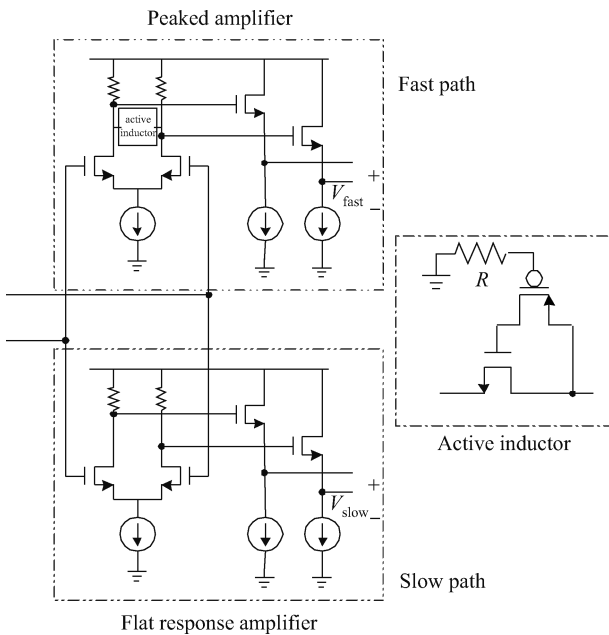 Peaked amplifier
Fast path
active
inductor
+
V_fast
−
R
Active inductor
+
V_slow
−
Slow path
Flat response amplifier